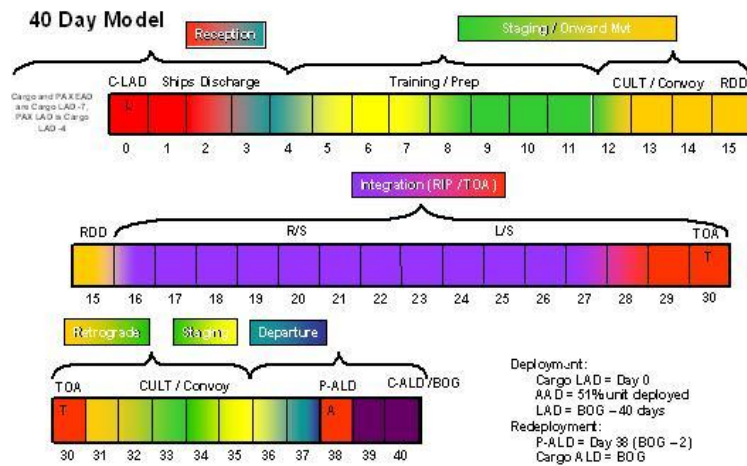 40 Day Model
Reception
Staging / Onward Mvt
C-LAD Ships Discharge Training / Prep CULT / Convoy RDD
Cargo and PAX EAD
are Cargo LAD -7,
PAX LAD is Cargo
LAD -4
L
0 1 2 3 4 5 6 7 8 9 10 11 12 13 14 15
Integration (RIP / TOA)
RDD R/S L/S TOA
T
15 16 17 18 19 20 21 22 23 24 25 26 27 28 29 30
Retrograde Staging Departure
TOA CULT / Convoy P-ALD C-ALD/BOG
T A
30 31 32 33 34 35 36 37 38 39 40
Deployment:
Cargo LAD = Day 0
AAD = 51% unit deployed
LAD = BOG – 40 days
Redeployment:
P-ALD = Day 38 (BOG – 2)
Cargo ALD = BOG